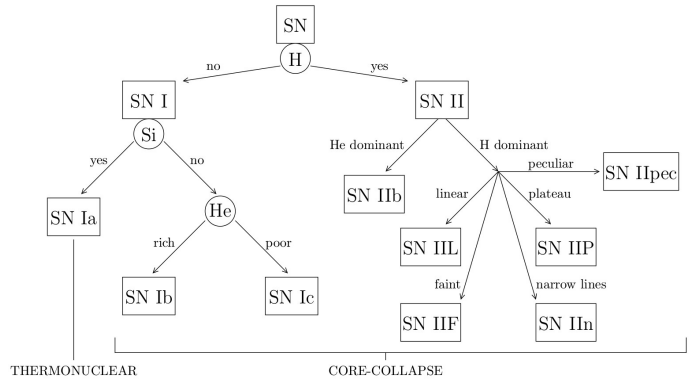 SN
H
no
yes
SN I
SN II
Si
He dominant
H dominant
yes
no
peculiar
SN IIpec
SN IIb
linear
plateau
SN Ia
He
rich
poor
SN IIL
SN IIP
faint
narrow lines
SN Ib
SN Ic
SN IIF
SN IIn
THERMONUCLEAR
CORE-COLLAPSE